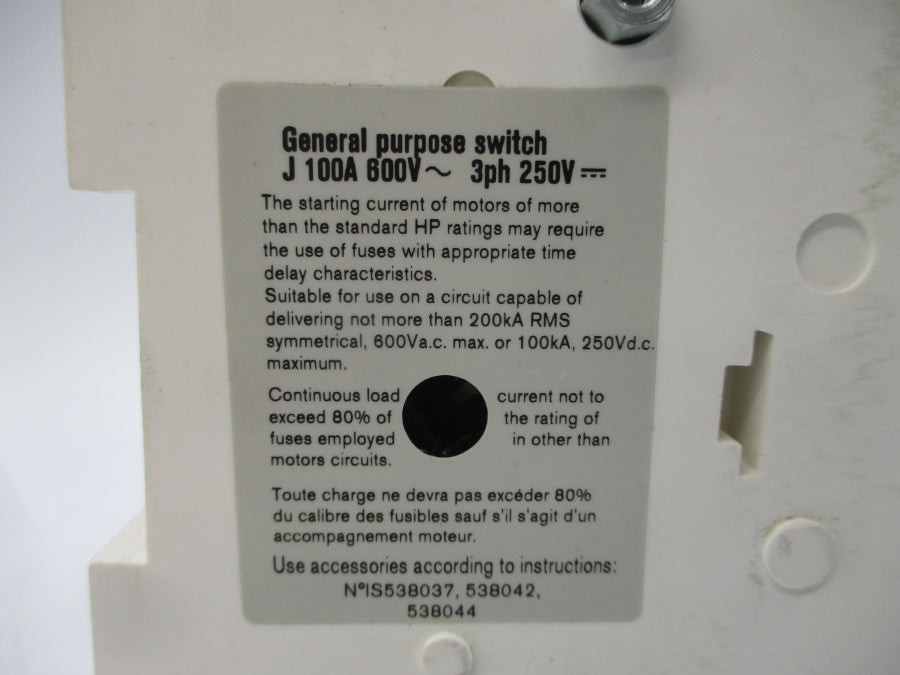 General purpose switch
J 100A 600V ~ 3ph 250V ⎓
The starting current of motors of more
than the standard HP ratings may require
the use of fuses with appropriate time
delay characteristics.
Suitable for use on a circuit capable of
delivering not more than 200kA RMS
symmetrical, 600Va.c. max. or 100kA, 250Vd.c.
maximum.
Continuous load current not to
exceed 80% of the rating of
fuses employed in other than
motors circuits.
Toute charge ne devra pas excéder 80%
du calibre des fusibles sauf s'il s'agit d'un
accompagnement moteur.
Use accessories according to instructions:
N°IS538037, 538042,
538044